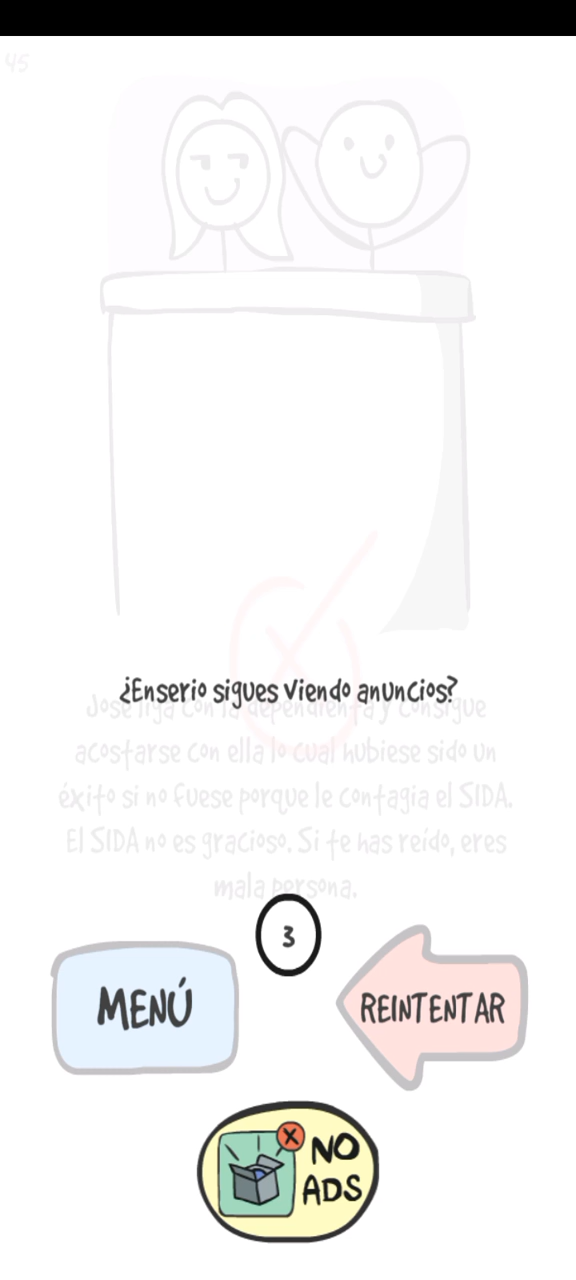 45
¿Enserio sigues viendo anuncios?
José liga con la dependienta y consigue
acostarse con ella lo cual hubiese sido un
éxito si no fuese porque le contagia el SIDA.
El SIDA no es gracioso. Si te has reído, eres
mala persona.
3
MENÚ
REINTENTAR
NO
ADS